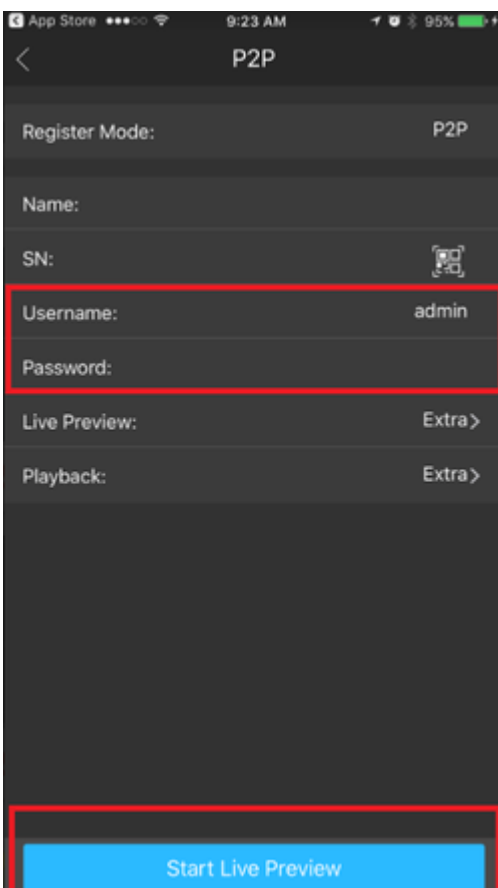 App Store 9:23 AM 95%
P2P
Register Mode: P2P
Name:
SN:
Username: admin
Password:
Live Preview: Extra>
Playback: Extra>
Start Live Preview